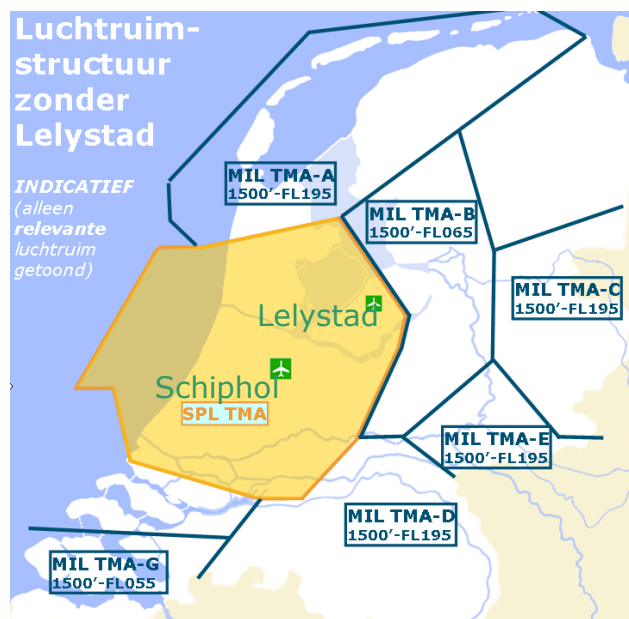 Luchtruim-
structuur
zonder
Lelystad
INDICATIEF
(alleen
relevante
luchtruim
getoond)
MIL TMA-A
1500’-FL195
MIL TMA-B
1500’-FL065
MIL TMA-C
1500’-FL195
Lelystad
Schiphol
SPL TMA
MIL TMA-E
1500’-FL195
MIL TMA-D
1500’-FL195
MIL TMA-G
1500’-FL055